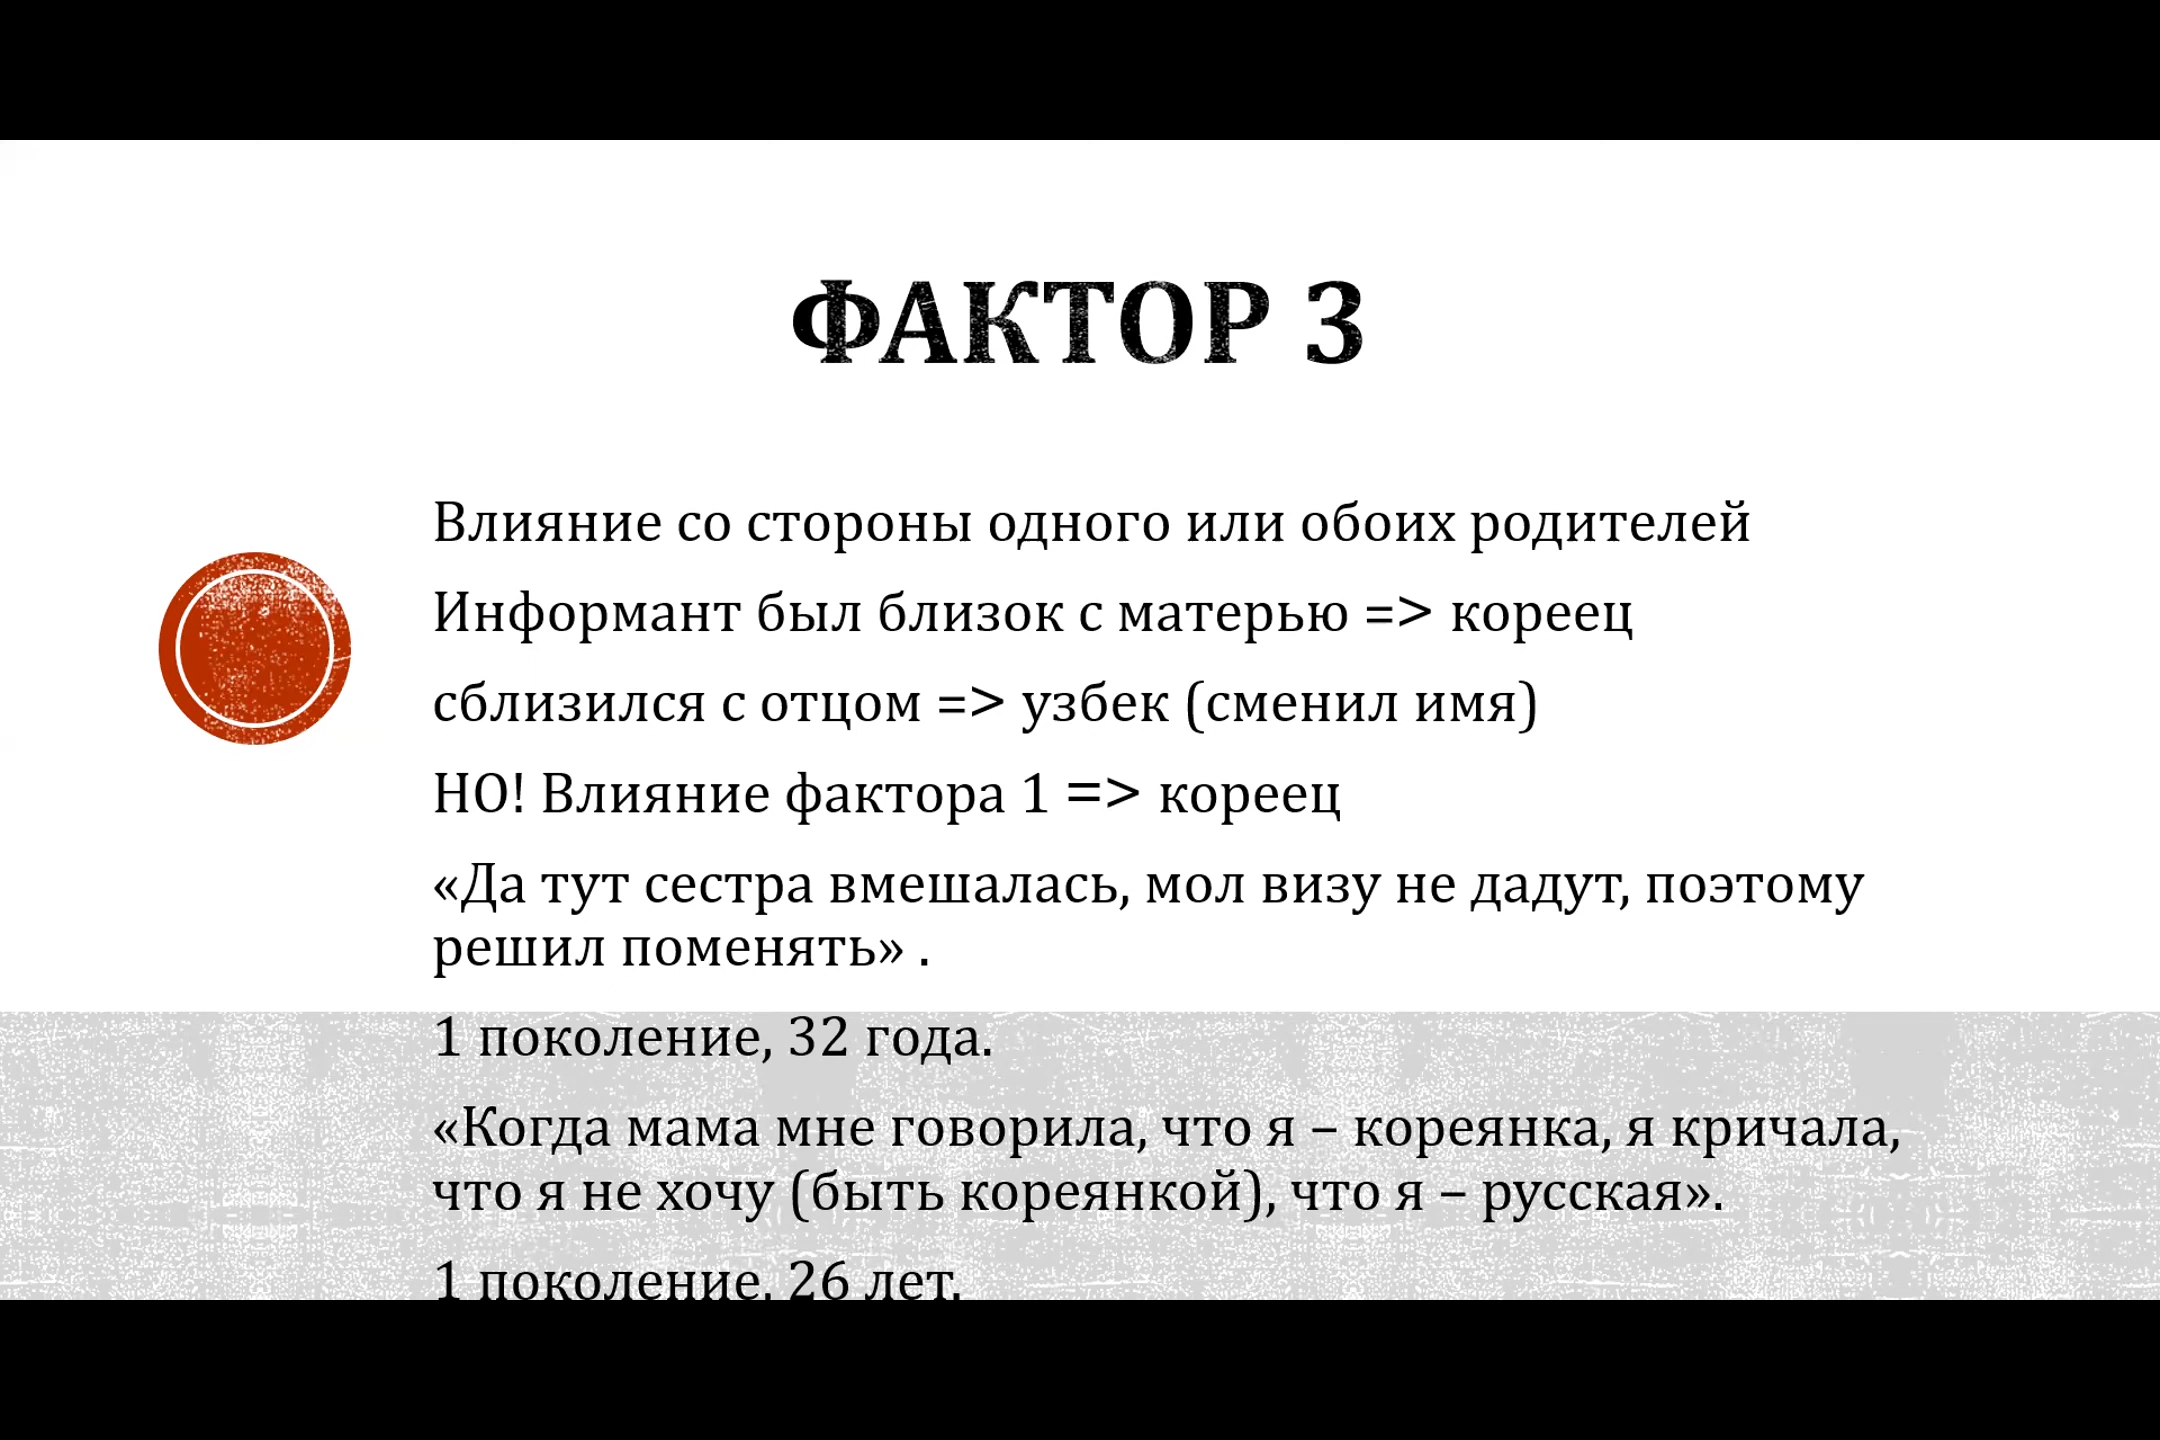 ФАКТОР 3
Влияние со стороны одного или обоих родителей
Информант был близок с матерью => кореец
сблизился с отцом => узбек (сменил имя)
НО! Влияние фактора 1 => кореец
«Да тут сестра вмешалась, мол визу не дадут, поэтому
решил поменять» .
1 поколение, 32 года.
«Когда мама мне говорила, что я – кореянка, я кричала,
что я не хочу (быть кореянкой), что я – русская».
1 поколение, 26 лет.